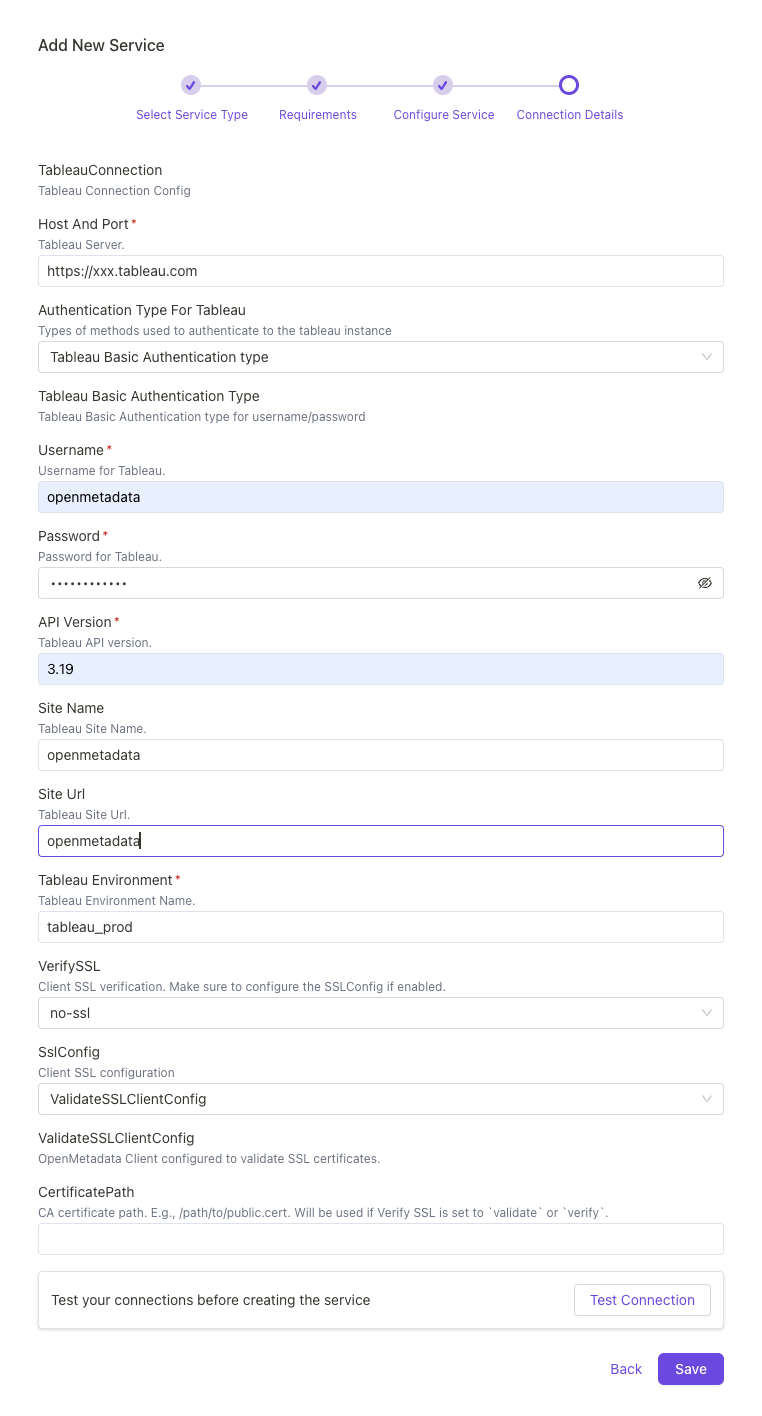 Add New Service
Select Service Type
Requirements
Configure Service
Connection Details
TableauConnection
Tableau Connection Config
Host And Port*
Tableau Server.
https://xxx.tableau.com
Authentication Type For Tableau
Types of methods used to authenticate to the tableau instance
Tableau Basic Authentication type
Tableau Basic Authentication Type
Tableau Basic Authentication type for username/password
Username*
Username for Tableau.
openmetadata
Password*
Password for Tableau.
••••••••••••
API Version*
Tableau API version.
3.19
Site Name
Tableau Site Name.
openmetadata
Site Url
Tableau Site Url.
openmetadata
Tableau Environment*
Tableau Environment Name.
tableau_prod
VerifySSL
Client SSL verification. Make sure to configure the SSLConfig if enabled.
no-ssl
SslConfig
Client SSL configuration
ValidateSSLClientConfig
ValidateSSLClientConfig
OpenMetadata Client configured to validate SSL certificates.
CertificatePath
CA certificate path. E.g., /path/to/public.cert. Will be used if Verify SSL is set to `validate` or `verify`.
Test your connections before creating the service
Test Connection
Back
Save